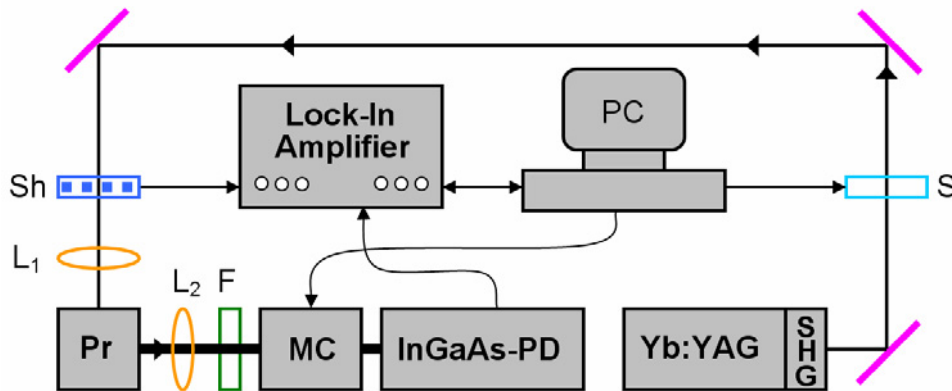 Lock-In
Amplifier
PC
Sh
S
L₁
L₂
F
Pr
MC
InGaAs-PD
Yb:YAG
SHG